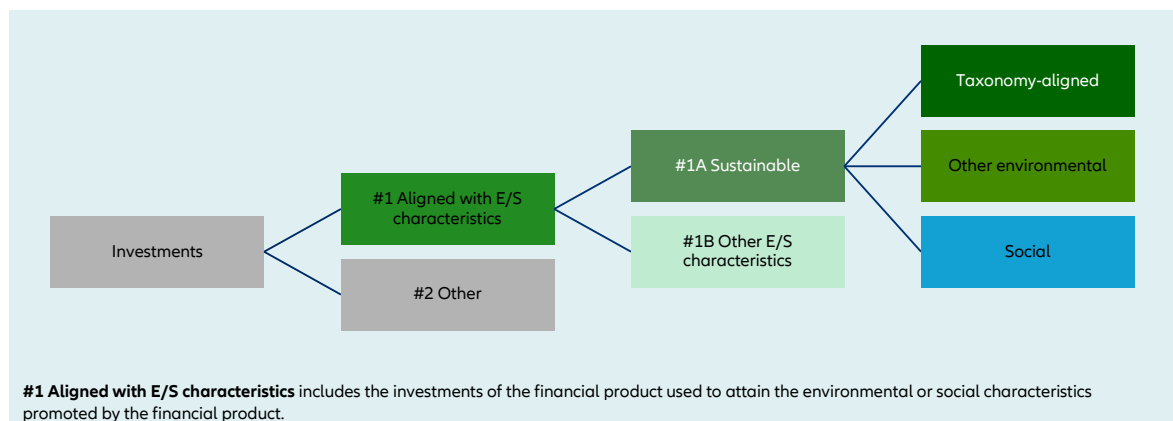 Taxonomy-aligned
#1A Sustainable
Other environmental
#1 Aligned with E/S
characteristics
Investments
#1B Other E/S
characteristics
Social
#2 Other
#1 Aligned with E/S characteristics includes the investments of the financial product used to attain the environmental or social characteristics
promoted by the financial product.